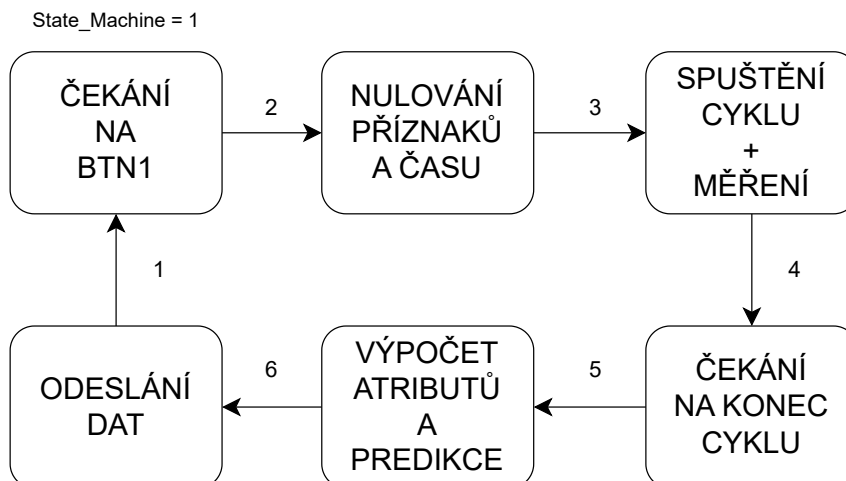 State_Machine = 1
ČEKÁNÍ
NA
BTN1
2
NULOVÁNÍ
PŘÍZNAKŮ
A ČASU
3
SPUŠTĚNÍ
CYKLU
+
MĚŘENÍ
1
4
ODESLÁNÍ
DAT
6
VÝPOČET
ATRIBUTŮ
A
PREDIKCE
5
ČEKÁNÍ
NA KONEC
CYKLU